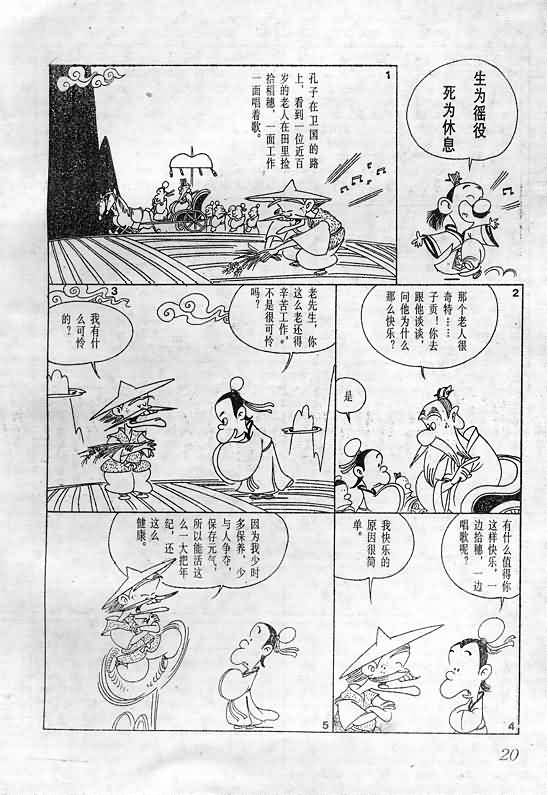 生为徭役
死为休息
1
孔子在卫国的路
上，看到一位近百
岁的老人在田里捡
拾稻穗，一面工作
一面唱着歌。
2
那个老人很
奇特……
子贡！你去
跟他谈谈，
问他为什么
那么快乐？
是
3
老先生，你
这么老还得
辛苦工作。
不是很可怜
吗？
我有什
么可怜
的？
有什么值得你
这样快乐，一
边拾穗，一边
唱歌呢？
我快乐的
原因很简
单。
4
因为我少时
多保养，少
与人争夺，
保存元气，
所以能活这
么一大把年
纪，还
这么
健康。
5
20